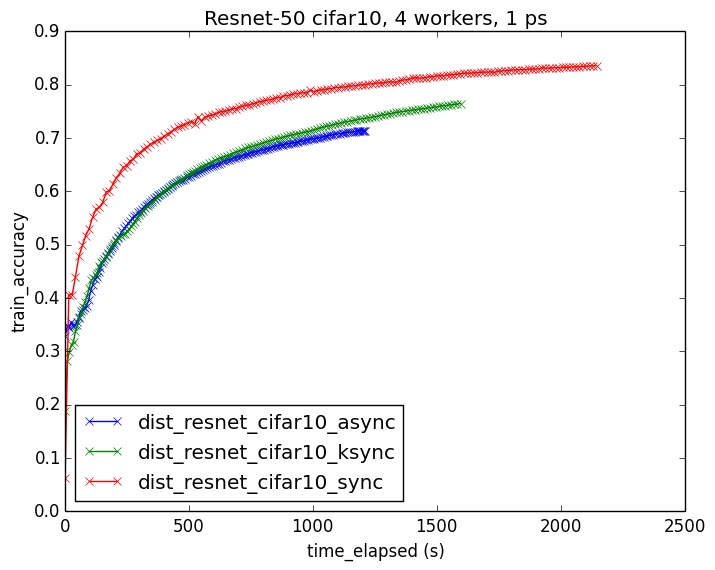 Resnet-50 cifar10, 4 workers, 1 ps
0.9
0.8
0.7
0.6
0.5
0.4
0.3
0.2
0.1
0.0
train_accuracy
dist_resnet_cifar10_async
dist_resnet_cifar10_ksync
dist_resnet_cifar10_sync
0 500 1000 1500 2000 2500
time_elapsed (s)